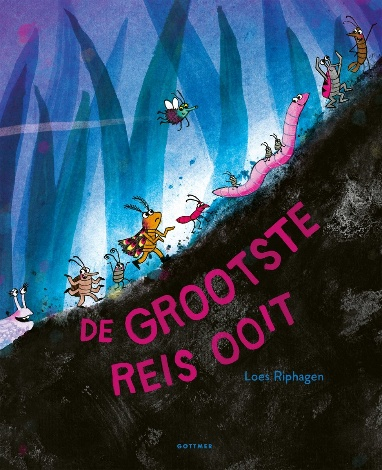 DE GROOTSTE
REIS OOIT
Loes Riphagen
GOTTMER